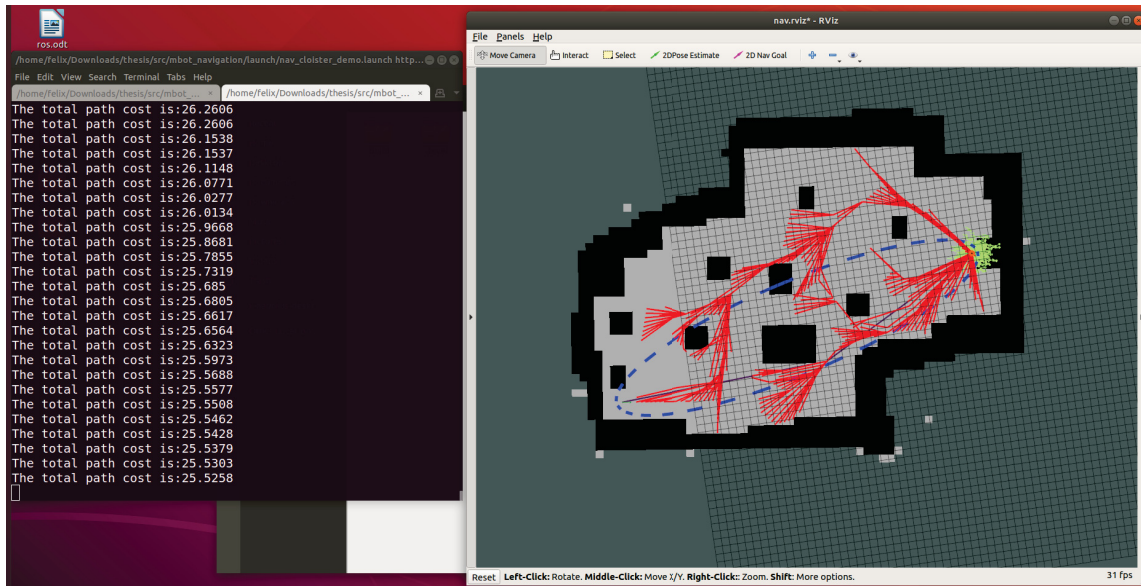 ros.odt
/home/felix/Downloads/thesis/src/mbot_navigation/launch/nav_cloister_demo.launch htt...
File Edit View Search Terminal Tabs Help
/home/felix/Downloads/thesis/src/mbot_... × /home/felix/Downloads/thesis/src/mbot_... ×
The total path cost is:26.2606
The total path cost is:26.2606
The total path cost is:26.1538
The total path cost is:26.1537
The total path cost is:26.1148
The total path cost is:26.0771
The total path cost is:26.0277
The total path cost is:26.0134
The total path cost is:25.9668
The total path cost is:25.8681
The total path cost is:25.7855
The total path cost is:25.7319
The total path cost is:25.685
The total path cost is:25.6805
The total path cost is:25.6617
The total path cost is:25.6564
The total path cost is:25.6323
The total path cost is:25.5973
The total path cost is:25.5688
The total path cost is:25.5577
The total path cost is:25.5508
The total path cost is:25.5462
The total path cost is:25.5428
The total path cost is:25.5379
The total path cost is:25.5303
The total path cost is:25.5258
nav.rviz* - RViz
File Panels Help
Move Camera Interact Select 2DPose Estimate 2D Nav Goal
Reset Left-Click: Rotate. Middle-Click: Move X/Y. Right-Click:: Zoom. Shift: More options. 31 fps